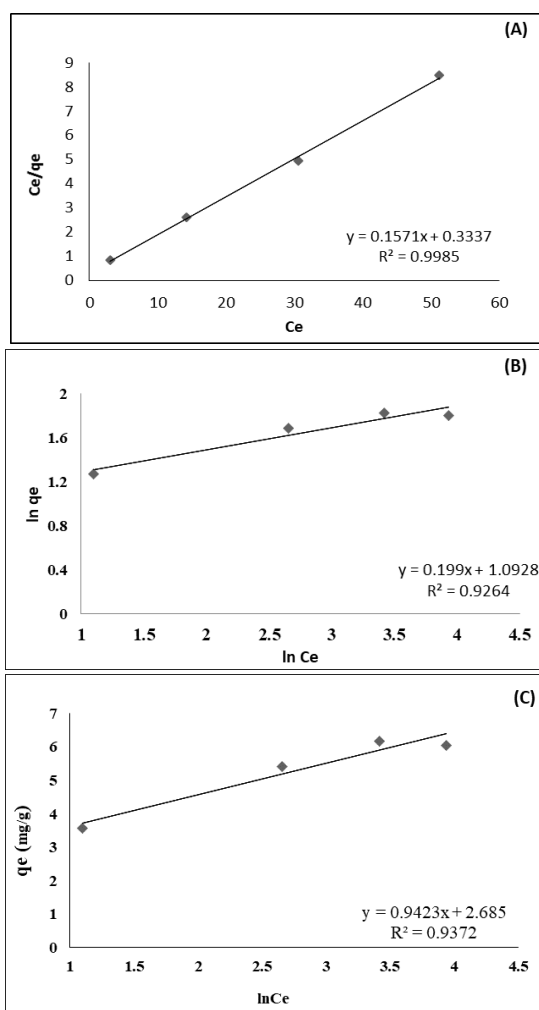 (A)
9
8
7
6
5
4
3
2
1
0
Ce/qe
y = 0.1571x + 0.3337
R² = 0.9985
0 10 20 30 40 50 60
Ce
(B)
2
1.6
1.2
0.8
0.4
0
ln qe
y = 0.199x + 1.0928
R² = 0.9264
1 1.5 2 2.5 3 3.5 4 4.5
ln Ce
(C)
7
6
5
4
3
2
1
0
qe (mg/g)
y = 0.9423x + 2.685
R² = 0.9372
1 1.5 2 2.5 3 3.5 4 4.5
lnCe